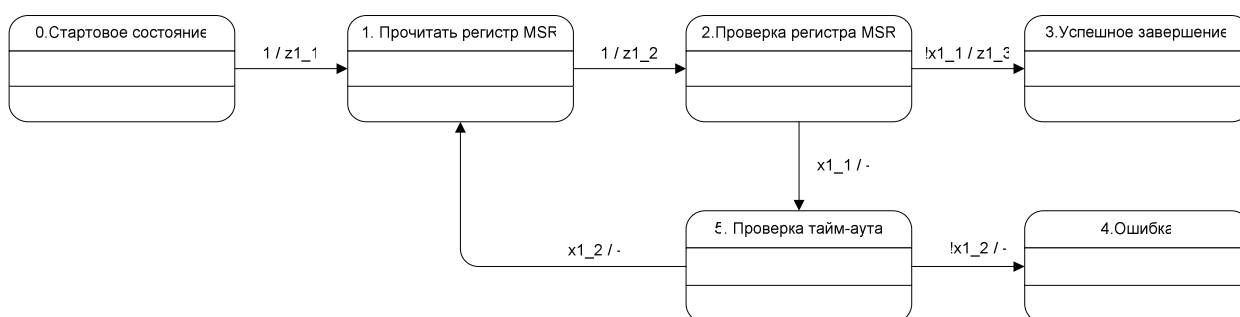 0.Стартовое состояние
1. Прочитать регистр MSR
2.Проверка регистра MSR
3.Успешное завершение
1 / z1_1
1 / z1_2
!x1_1 / z1_3
x1_1 / -
5. Проверка тайм-аута
4.Ошибка
x1_2 / -
!x1_2 / -